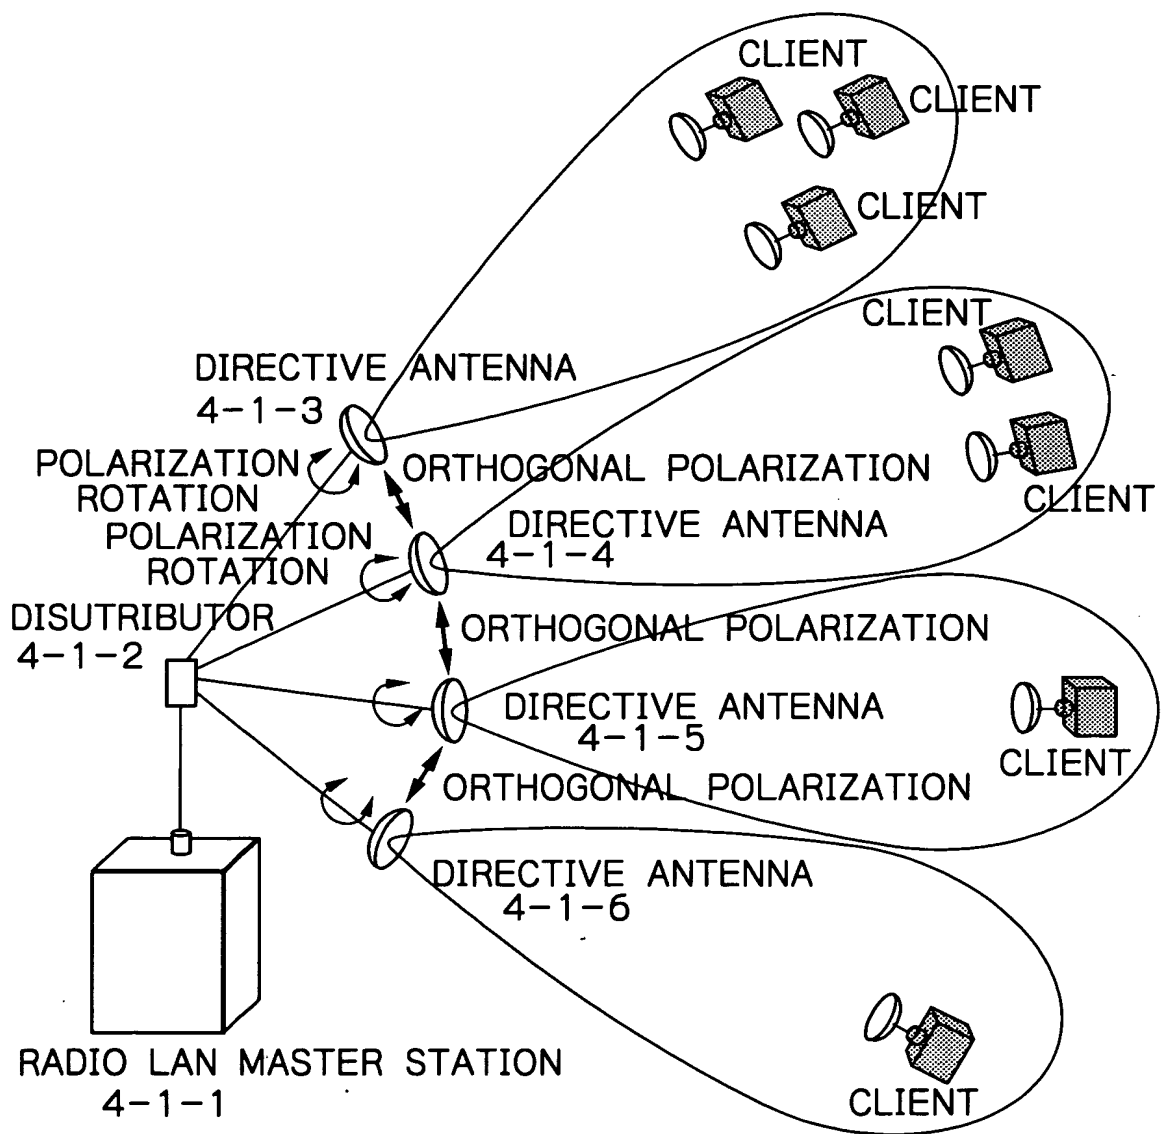 CLIENT
CLIENT
CLIENT
CLIENT
DIRECTIVE ANTENNA
4-1-3
POLARIZATION
ROTATION
ORTHOGONAL POLARIZATION
CLIENT
DIRECTIVE ANTENNA
4-1-4
POLARIZATION
ROTATION
DISUTRIBUTOR
4-1-2
ORTHOGONAL POLARIZATION
DIRECTIVE ANTENNA
4-1-5
CLIENT
ORTHOGONAL POLARIZATION
DIRECTIVE ANTENNA
4-1-6
RADIO LAN MASTER STATION
4-1-1
CLIENT